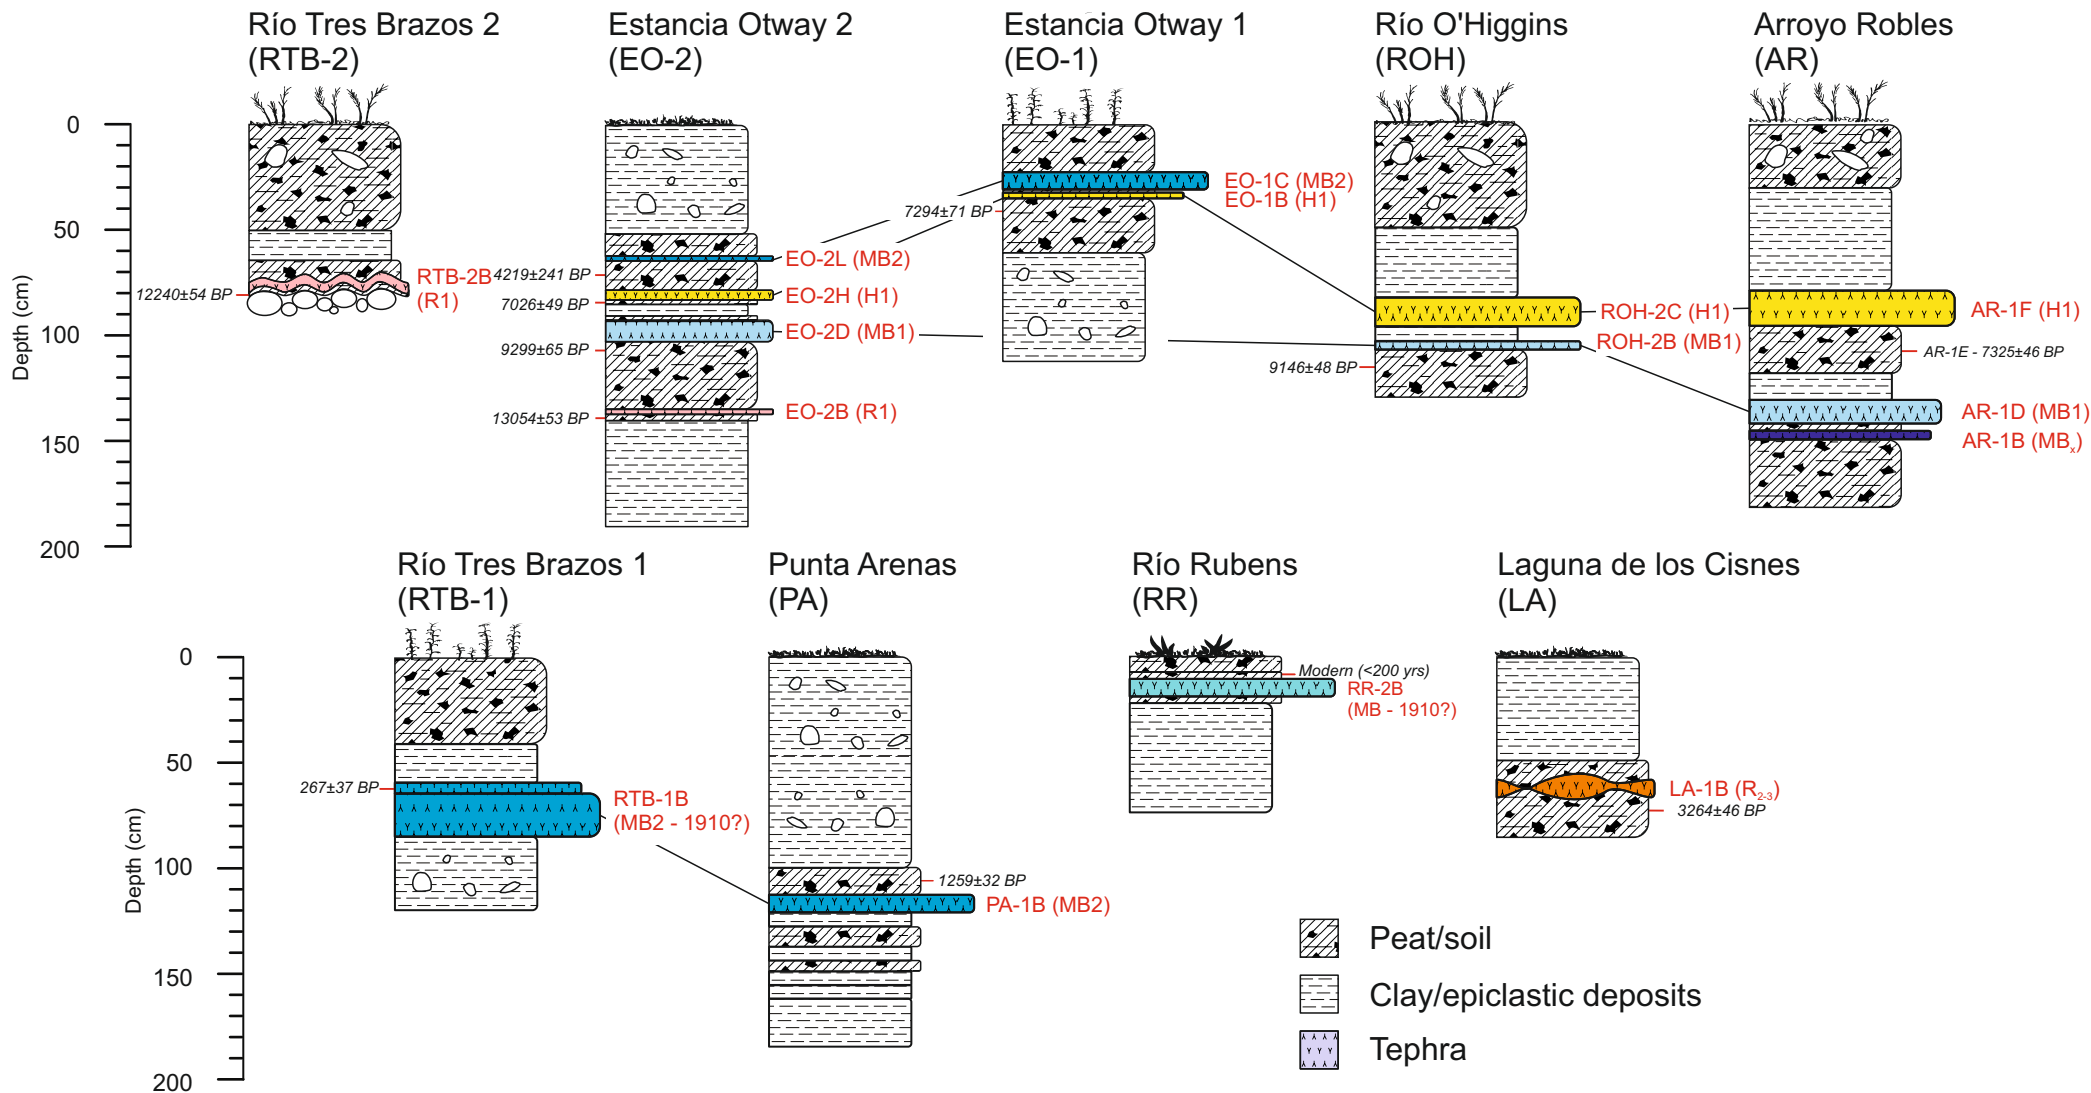 Río Tres Brazos 2
(RTB-2)
Estancia Otway 2
(EO-2)
Estancia Otway 1
(EO-1)
Río O'Higgins
(ROH)
Arroyo Robles
(AR)
Depth (cm)
0
50
100
150
200
12240±54 BP
RTB-2B
(R1)
4219±241 BP
7026±49 BP
9299±65 BP
13054±53 BP
EO-2L (MB2)
EO-2H (H1)
EO-2D (MB1)
EO-2B (R1)
7294±71 BP
EO-1C (MB2)
EO-1B (H1)
9146±48 BP
ROH-2C (H1)
ROH-2B (MB1)
AR-1F (H1)
AR-1E - 7325±46 BP
AR-1D (MB1)
AR-1B (MBx)
Río Tres Brazos 1
(RTB-1)
Punta Arenas
(PA)
Río Rubens
(RR)
Laguna de los Cisnes
(LA)
Depth (cm)
0
50
100
150
200
267±37 BP
RTB-1B
(MB2 - 1910?)
1259±32 BP
PA-1B (MB2)
Modern (<200 yrs)
RR-2B
(MB - 1910?)
LA-1B (R2-3)
3264±46 BP
Peat/soil
Clay/epiclastic deposits
Tephra